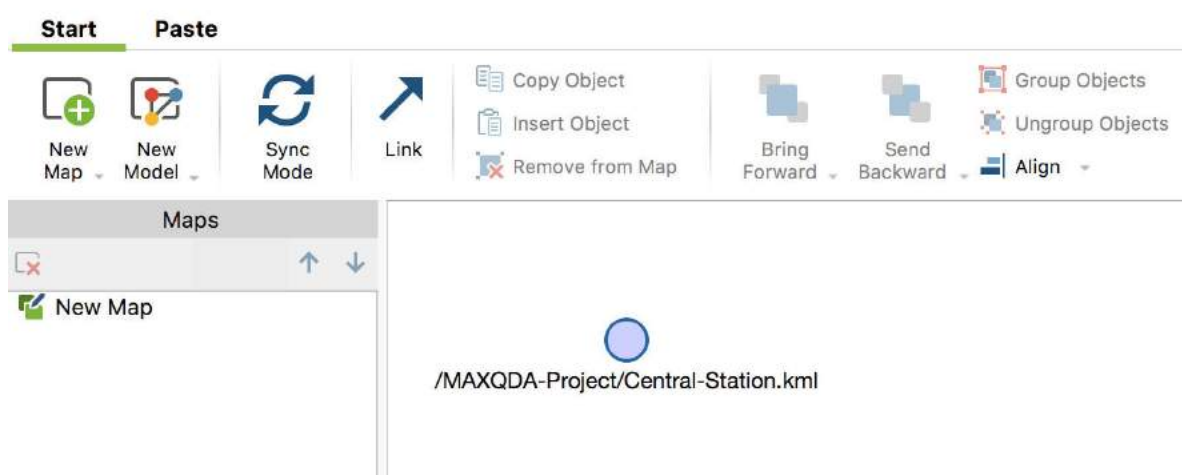 Start Paste
New Map
New Model
Sync Mode
Link
Copy Object
Insert Object
Remove from Map
Bring Forward
Send Backward
Group Objects
Ungroup Objects
Align
Maps
New Map
/MAXQDA-Project/Central-Station.kml